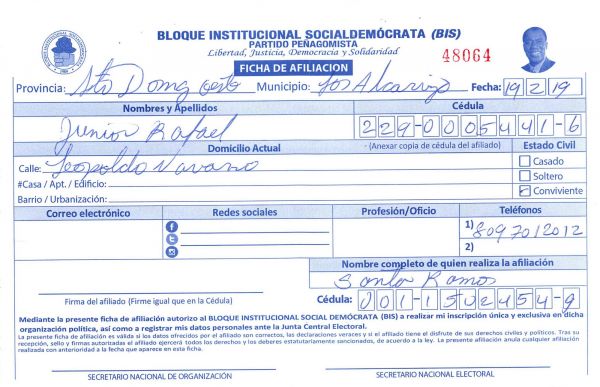 BLOQUE INSTITUCIONAL SOCIALDEMÓCRATA (BIS)
PARTIDO PEÑAGOMISTA
Libertad, Justicia, Democracia y Solidaridad
48064
FICHA DE AFILIACION
Provincia: Sto Domg oeste Municipio: los Alcarrizos Fecha: 19/2/19
Nombres y Apellidos Cédula
Junior Rafael 229-0005441-6
Domicilio Actual - (Anexar copia de cédula del afiliado) Estado Civil
Calle: Leopoldo Navarro Casado
#Casa / Apt. / Edificio: Soltero
Barrio / Urbanización: Conviviente
Correo electrónico Redes sociales Profesión/Oficio Teléfonos
1) 8097012012
2)
Nombre completo de quien realiza la afiliación
Santa Ramos
Firma del afiliado (Firme igual que en la Cédula) Cédula: 001-1502454-9
Mediante la presente ficha de afiliación autorizo al BLOQUE INSTITUCIONAL SOCIAL DEMÓCRATA (BIS) a realizar mi inscripción única y exclusiva en dicha
organización política, así como a registrar mis datos personales ante la Junta Central Electoral.
La presente ficha de afiliación es válida si los datos ofrecidos por el afiliado son correctos, las declaraciones veraces y si el afiliado tiene el disfrute de sus derechos civiles y políticos. Tras su
recepción, sello y firmas autorizadas el afiliado ejercerá todos los derechos y los deberes estatutariamente sancionados, de acuerdo a la ley. La presente afiliación anula cualquier afiliación
realizada con anterioridad a la fecha que aparece en esta ficha.
SECRETARIO NACIONAL DE ORGANIZACIÓN SECRETARIO NACIONAL ELECTORAL